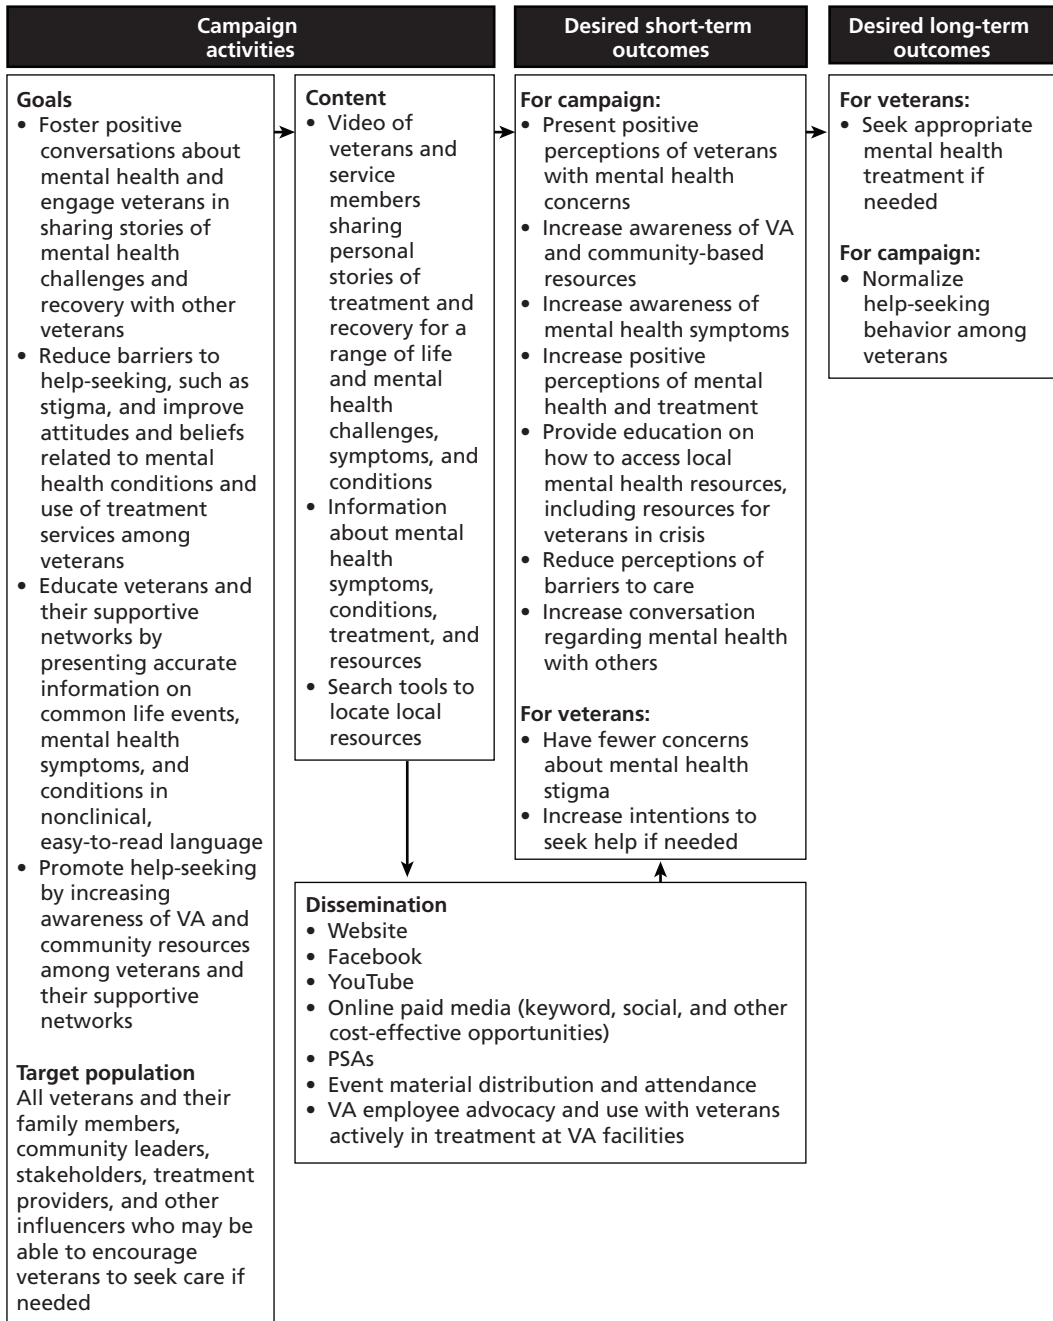 Campaign
activities
Desired short-term
outcomes
Desired long-term
outcomes
Goals
• Foster positive
conversations about
mental health and
engage veterans in
sharing stories of
mental health
challenges and
recovery with other
veterans
• Reduce barriers to
help-seeking, such as
stigma, and improve
attitudes and beliefs
related to mental
health conditions and
use of treatment
services among
veterans
• Educate veterans and
their supportive
networks by
presenting accurate
information on
common life events,
mental health
symptoms, and
conditions in
nonclinical,
easy-to-read language
• Promote help-seeking
by increasing
awareness of VA and
community resources
among veterans and
their supportive
networks
Target population
All veterans and their
family members,
community leaders,
stakeholders, treatment
providers, and other
influencers who may be
able to encourage
veterans to seek care if
needed
Content
• Video of
veterans and
service
members
sharing
personal
stories of
treatment and
recovery for a
range of life
and mental
health
challenges,
symptoms, and
conditions
• Information
about mental
health
symptoms,
conditions,
treatment, and
resources
• Search tools to
locate local
resources
Dissemination
• Website
• Facebook
• YouTube
• Online paid media (keyword, social, and other
cost-effective opportunities)
• PSAs
• Event material distribution and attendance
• VA employee advocacy and use with veterans
actively in treatment at VA facilities
For campaign:
• Present positive
perceptions of veterans
with mental health
concerns
• Increase awareness of VA
and community-based
resources
• Increase awareness of
mental health symptoms
• Increase positive
perceptions of mental
health and treatment
• Provide education on
how to access local
mental health resources,
including resources for
veterans in crisis
• Reduce perceptions of
barriers to care
• Increase conversation
regarding mental health
with others
For veterans:
• Have fewer concerns
about mental health
stigma
• Increase intentions to
seek help if needed
For veterans:
• Seek appropriate
mental health
treatment if
needed
For campaign:
• Normalize
help-seeking
behavior among
veterans